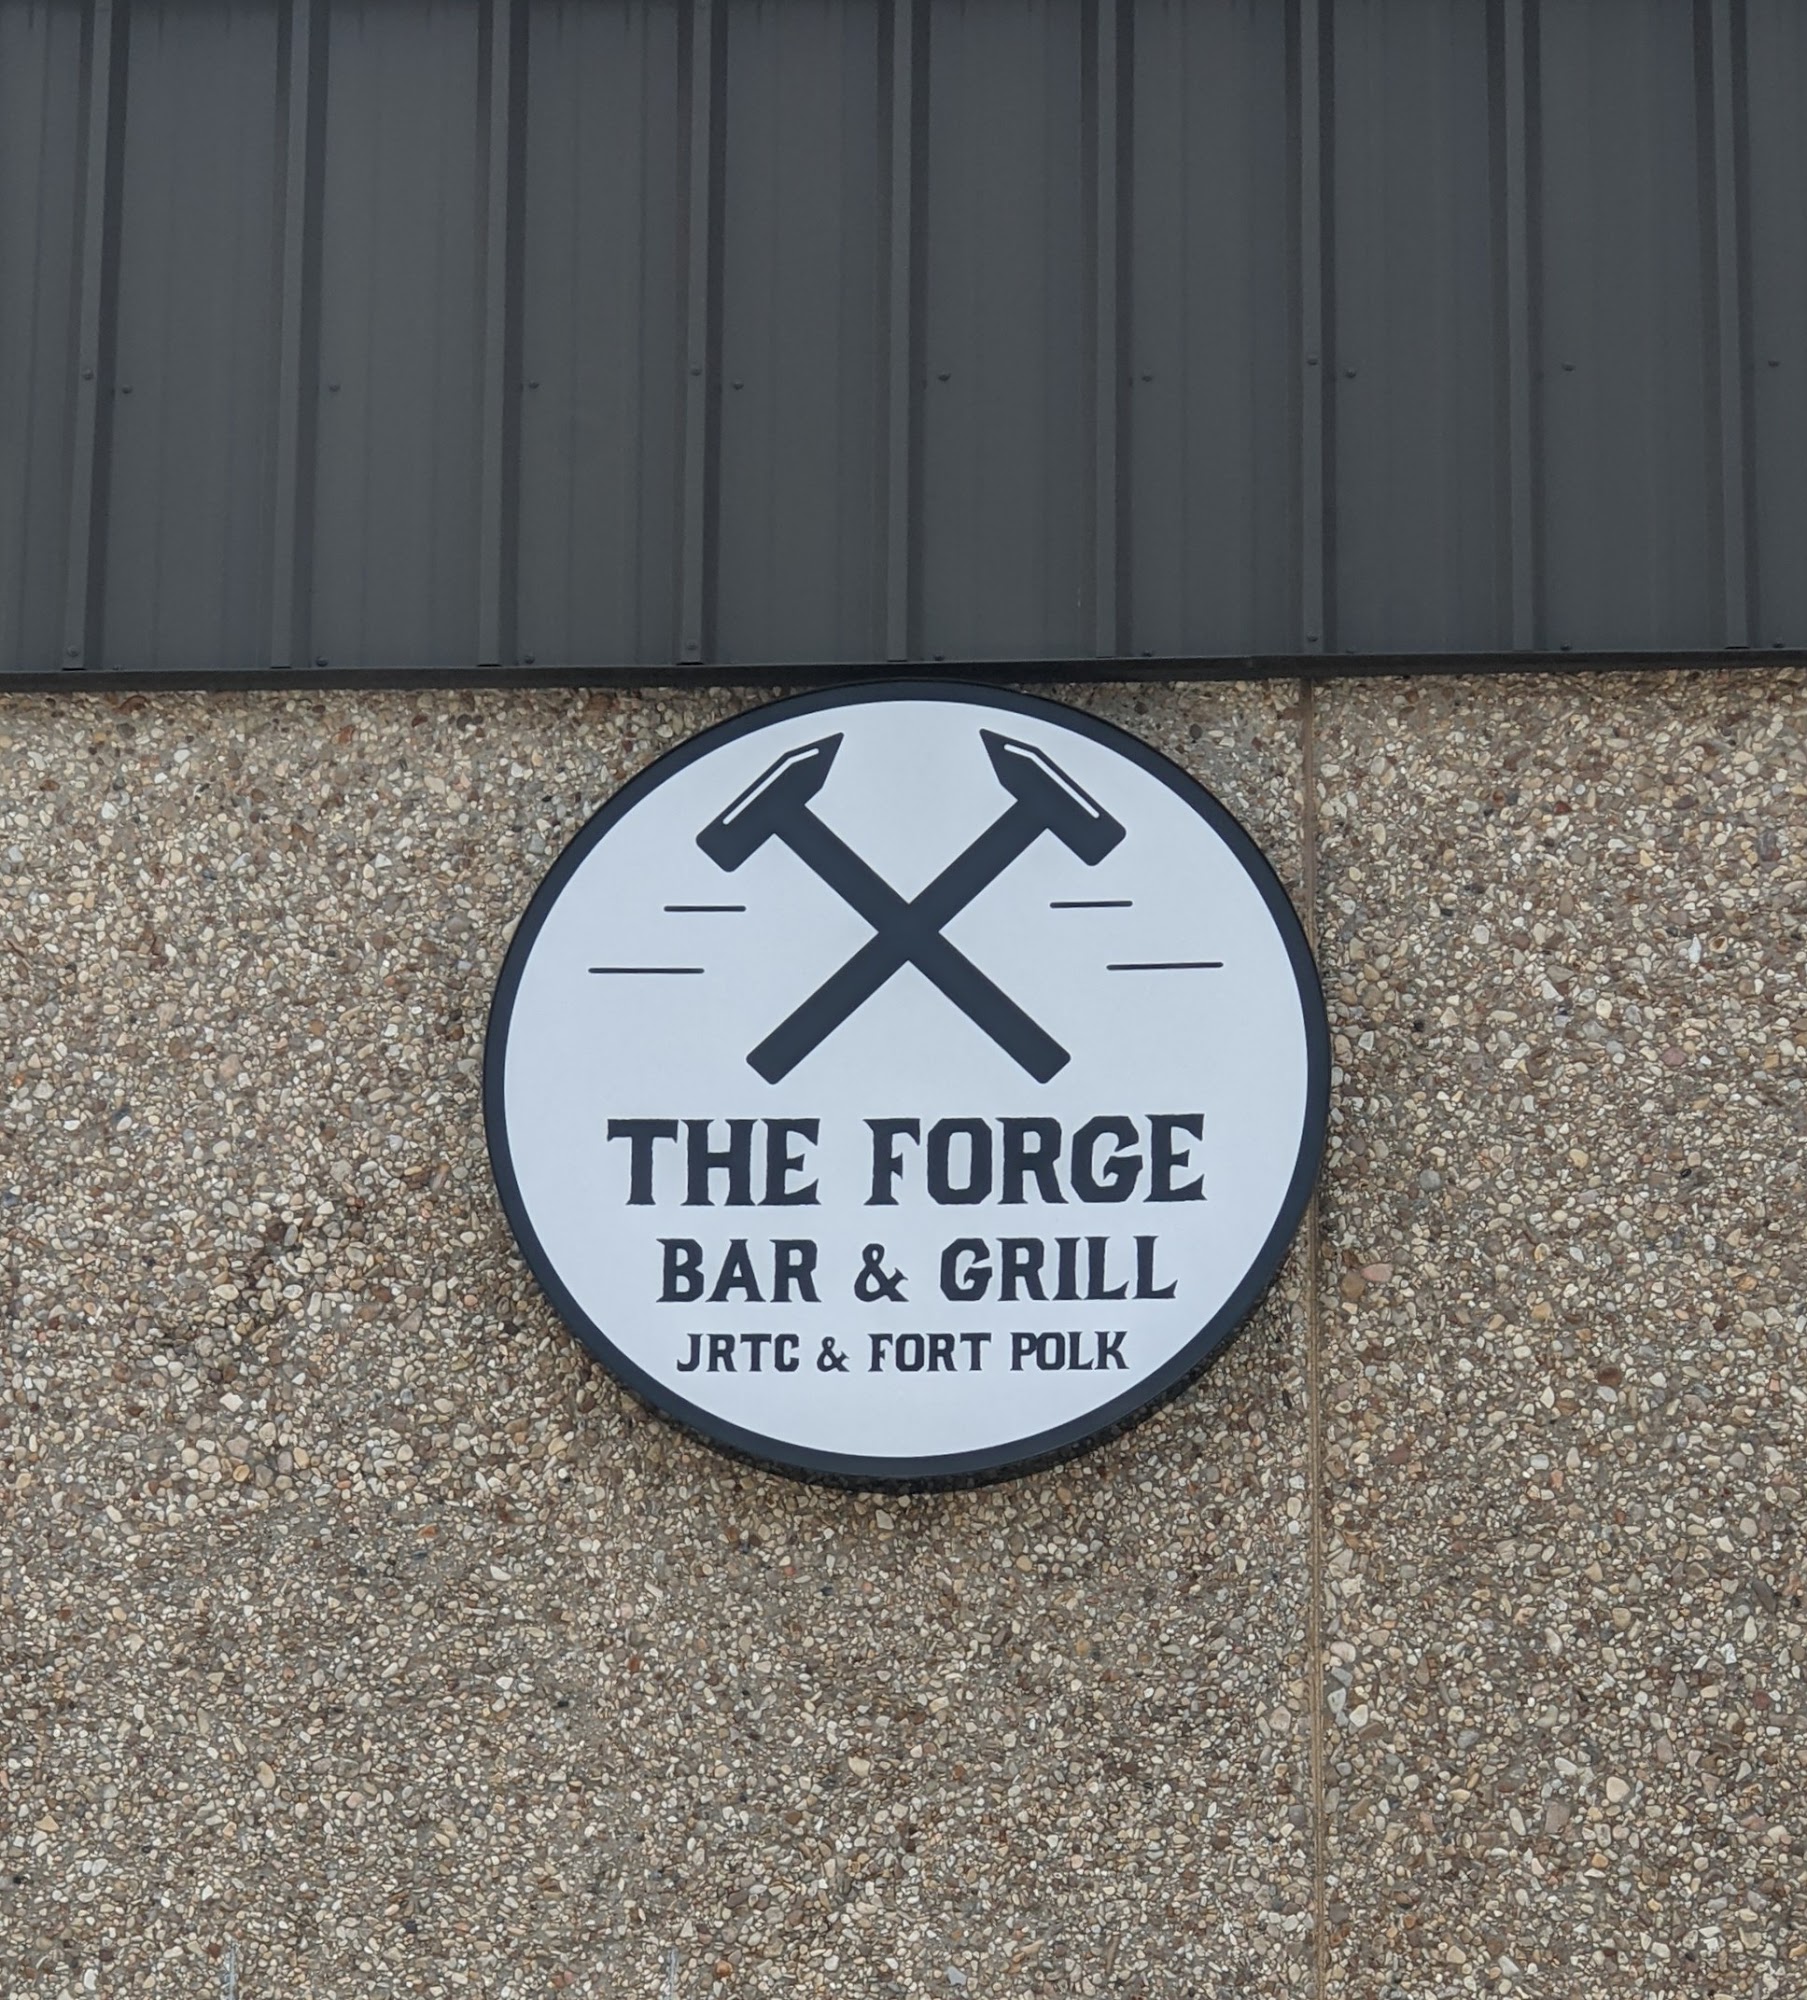 THE FORGE
BAR & GRILL
JRTC & FORT POLK